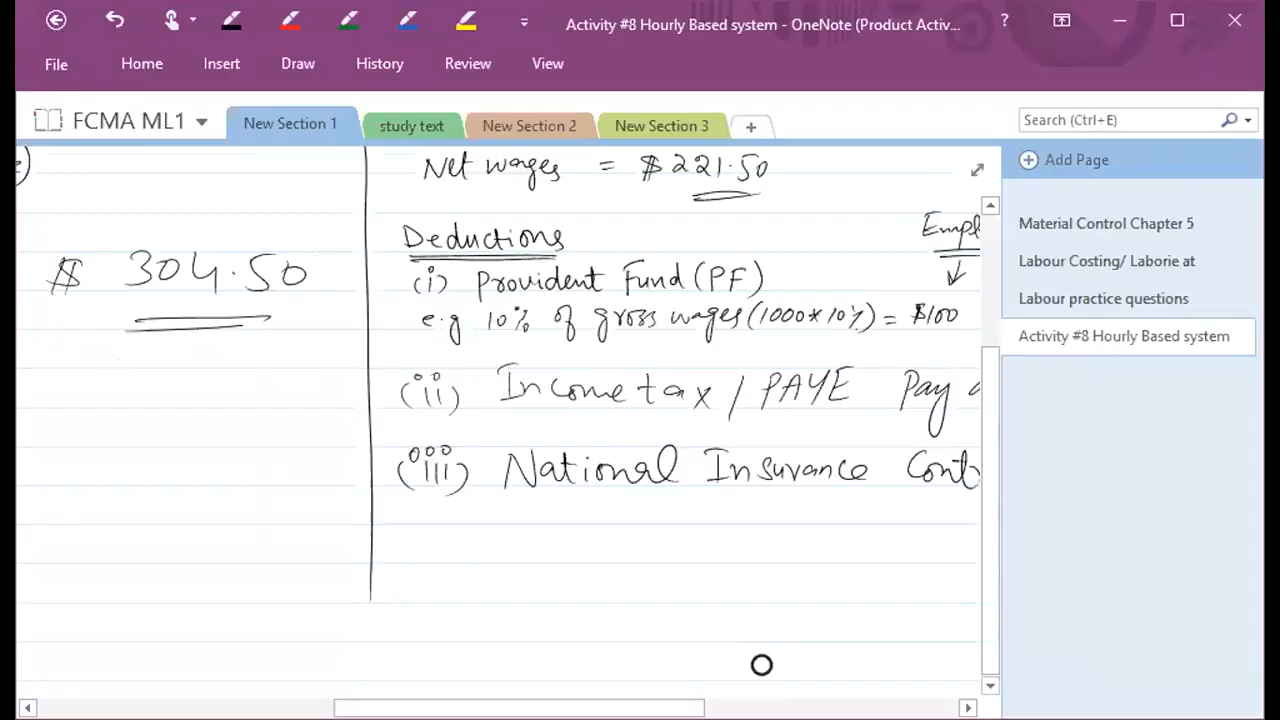 Activity #8 Hourly Based system - OneNote (Product Activ...
?
File Home Insert Draw History Review View
FCMA ML1
New Section 1
study text
New Section 2
New Section 3
+
Search (Ctrl+E)
Add Page
Material Control Chapter 5
Labour Costing/ Laborie at
Labour practice questions
Activity #8 Hourly Based system
$ 304.50
Net wages = $221.50
Deductions
Empl
(i) Provident Fund (PF)
e.g 10% of gross wages (1000*10%) = $100
(ii) Income tax / PAYE Pay
(iii) National Insurance Cont